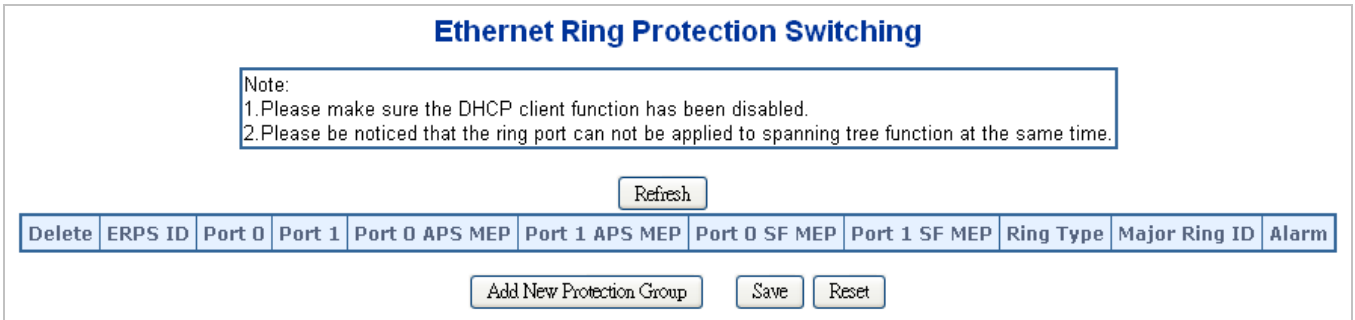 Ethernet Ring Protection Switching
Note:
1.Please make sure the DHCP client function has been disabled.
2.Please be noticed that the ring port can not be applied to spanning tree function at the same time.
Refresh
Delete ERPS ID Port 0 Port 1 Port 0 APS MEP Port 1 APS MEP Port 0 SF MEP Port 1 SF MEP Ring Type Major Ring ID Alarm
Add New Protection Group Save Reset